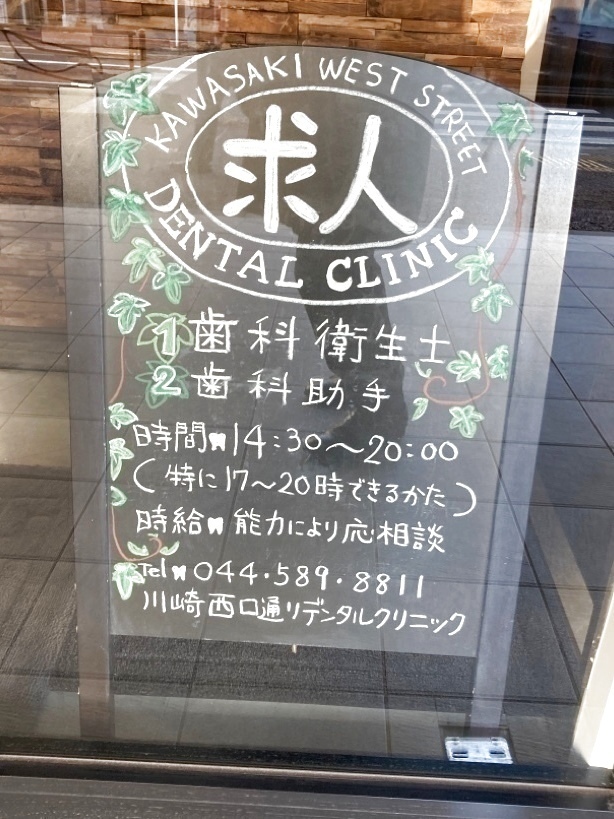 KAWASAKI WEST STREET
求人
DENTAL CLINIC
1 歯科衛生士
2 歯科助手
時間 14:30〜20:00
(特に17〜20時できるかた)
時給 能力により応相談
Tel 044・589・8811
川崎西口通りデンタルクリニック